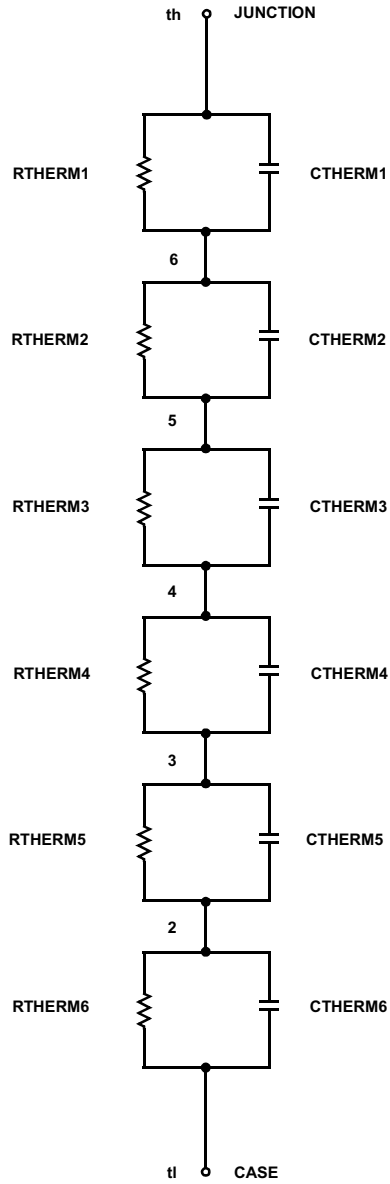 th JUNCTION
RTHERM1 CTHERM1
6
RTHERM2 CTHERM2
5
RTHERM3 CTHERM3
4
RTHERM4 CTHERM4
3
RTHERM5 CTHERM5
2
RTHERM6 CTHERM6
tl CASE